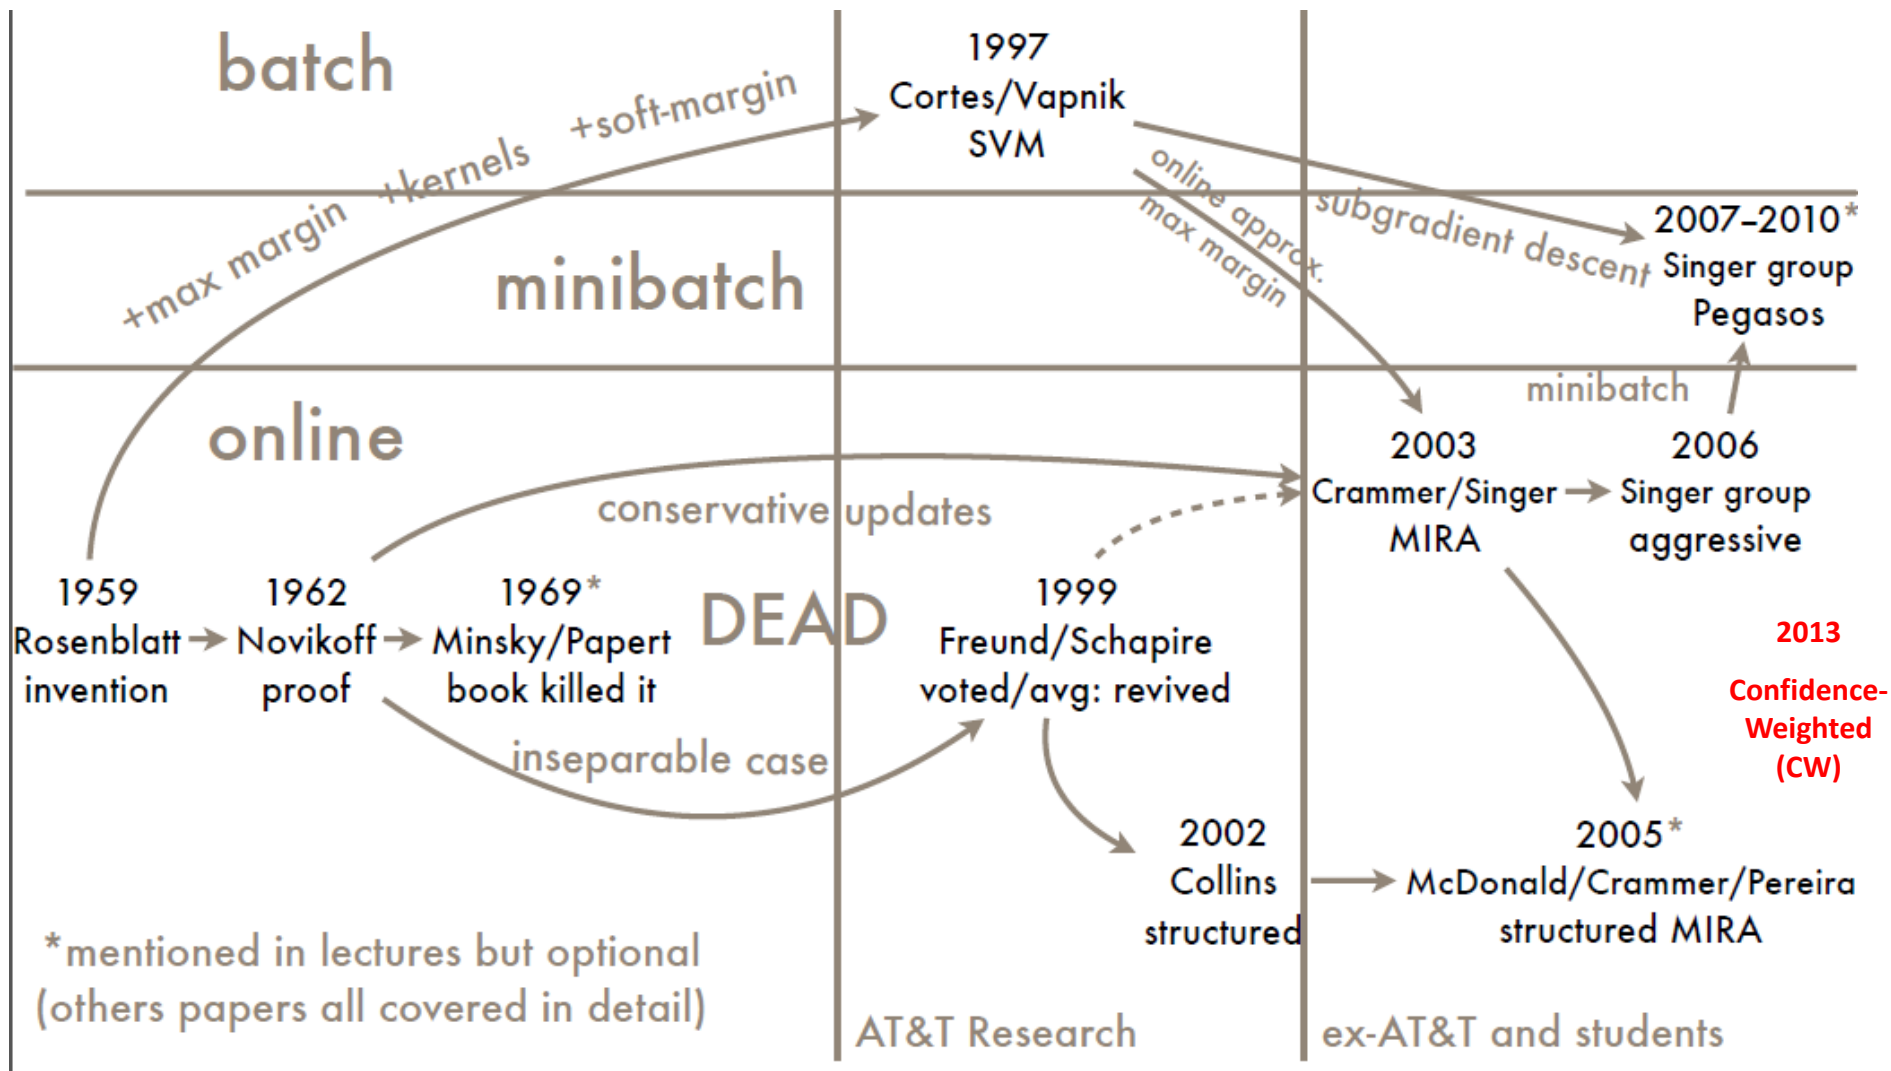 batch
+max margin
+kernels
+soft-margin
1997
Cortes/Vapnik
SVM
online approx.
max margin
subgradient descent
minibatch
2007–2010*
Singer group
Pegasos
minibatch
online
conservative updates
2003
Crammer/Singer
MIRA
2006
Singer group
aggressive
1959
Rosenblatt
invention
1962
Novikoff
proof
1969*
Minsky/Papert
book killed it
DEAD
1999
Freund/Schapire
voted/avg: revived
2013
Confidence-
Weighted
(CW)
inseparable case
2002
Collins
structured
2005*
McDonald/Crammer/Pereira
structured MIRA
*mentioned in lectures but optional
(others papers all covered in detail)
AT&T Research
ex-AT&T and students